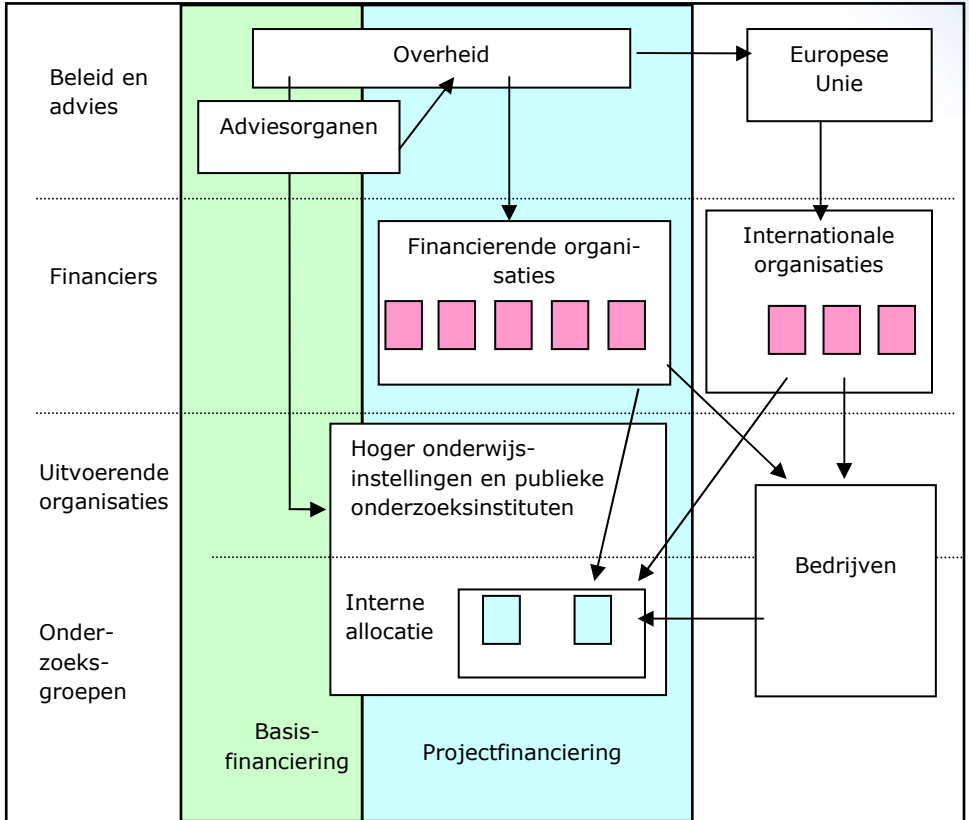 Beleid en
advies
Overheid
Europese
Unie
Adviesorganen
Financiers
Financierende organi-
saties
Internationale
organisaties
Uitvoerende
organisaties
Hoger onderwijs-
instellingen en publieke
onderzoeksinstituten
Bedrijven
Onder-
zoeks-
groepen
Interne
allocatie
Basis-
financiering
Projectfinanciering